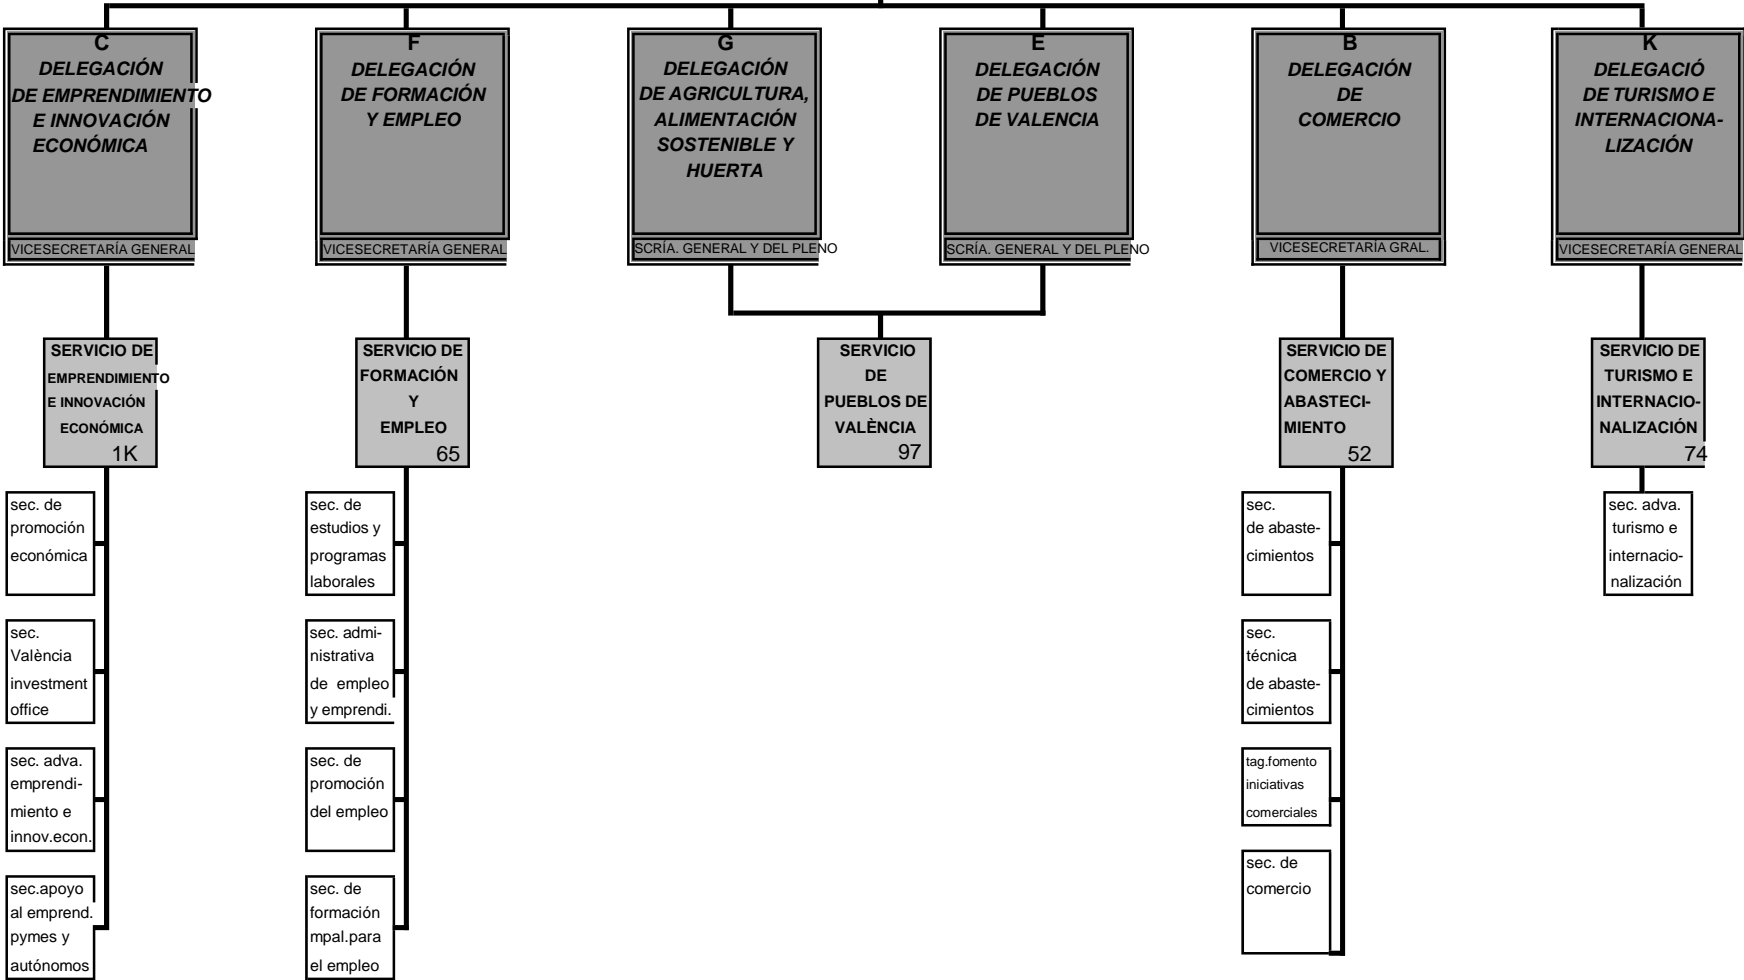 C
DELEGACIÓN
DE EMPRENDIMIENTO
E INNOVACIÓN
ECONÓMICA
VICESECRETARÍA GENERAL
F
DELEGACIÓN
DE FORMACIÓN
Y EMPLEO
VICESECRETARÍA GENERAL
G
DELEGACIÓN
DE AGRICULTURA,
ALIMENTACIÓN
SOSTENIBLE Y
HUERTA
SCRÍA. GENERAL Y DEL PLENO
E
DELEGACIÓN
DE PUEBLOS
DE VALENCIA
SCRÍA. GENERAL Y DEL PLENO
B
DELEGACIÓN
DE
COMERCIO
VICESECRETARÍA GRAL.
K
DELEGACIÓ
DE TURISMO E
INTERNACIONA-
LIZACIÓN
VICESECRETARÍA GENERAL
SERVICIO DE
EMPRENDIMIENTO
E INNOVACIÓN
ECONÓMICA
1K
SERVICIO DE
FORMACIÓN
Y
EMPLEO
65
SERVICIO
DE
PUEBLOS DE
VALÈNCIA
97
SERVICIO DE
COMERCIO Y
ABASTECI-
MIENTO
52
SERVICIO DE
TURISMO E
INTERNACIO-
NALIZACIÓN
74
sec. de
promoción
económica
sec.
València
investment
office
sec. adva.
emprendi-
miento e
innov.econ.
sec.apoyo
al emprend.
pymes y
autónomos
sec. de
estudios y
programas
laborales
sec. admi-
nistrativa
de empleo
y emprendi.
sec. de
promoción
del empleo
sec. de
formación
mpal.para
el empleo
sec.
de abaste-
cimientos
sec.
técnica
de abaste-
cimientos
tag.fomento
iniciativas
comerciales
sec. de
comercio
sec. adva.
turismo e
internacio-
nalización